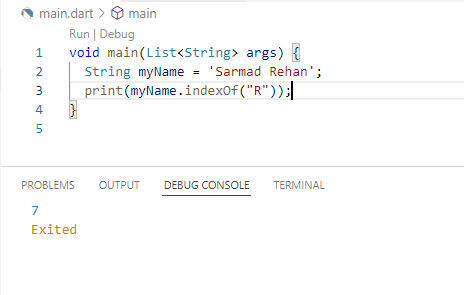 main.dart > main
Run | Debug
1 void main(List<String> args) {
2 String myName = 'Sarmad Rehan';
3 print(myName.indexOf("R"));
4 }
5
PROBLEMS OUTPUT DEBUG CONSOLE TERMINAL
7
Exited